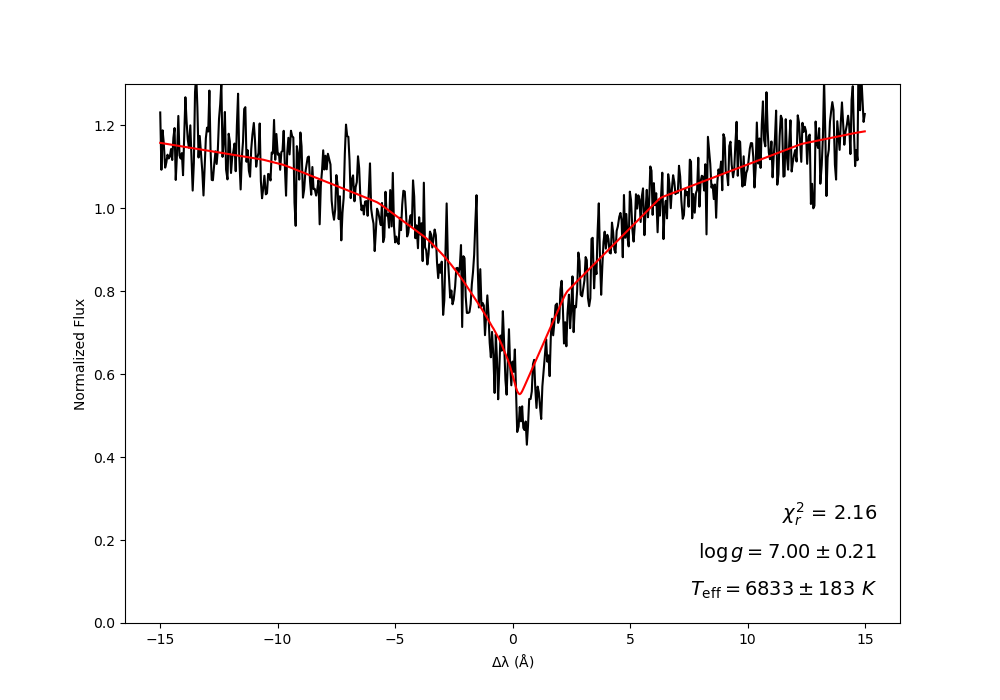 1.2
1.0
0.8
0.6
0.4
0.2
0.0
Normalized Flux
χ²ᵣ = 2.16
log g = 7.00 ± 0.21
T_eff = 6833 ± 183 K
−15
−10
−5
0
5
10
15
Δλ (Å)